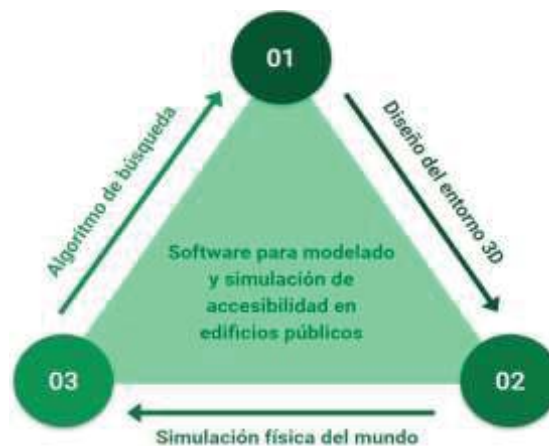 01
Algorítmo de búsqueda
Diseño del entorno 3D
Software para modelado
y simulación de
accesibilidad en
edificios públicos
03
02
Simulación física del mundo